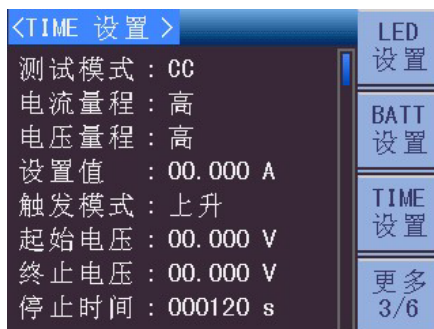 <TIME 设置 >
测试模式 : CC
电流量程 : 高
电压量程 : 高
设置值 : 00.000 A
触发模式 : 上升
起始电压 : 00.000 V
终止电压 : 00.000 V
停止时间 : 000120 s
LED
设置
BATT
设置
TIME
设置
更多
3/6